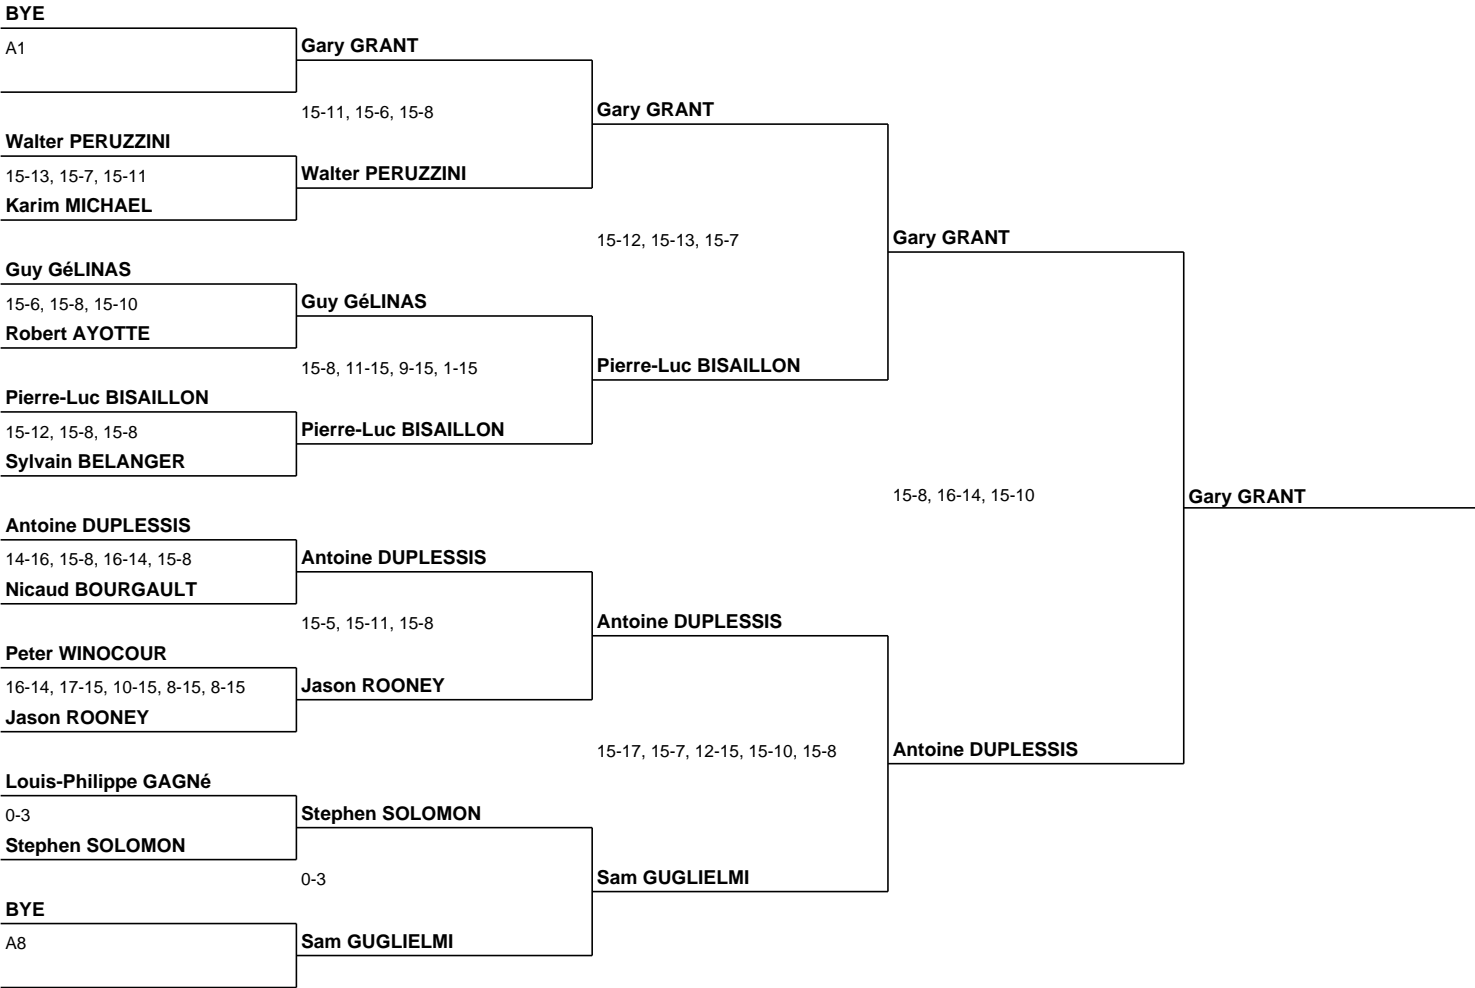 BYE
A1
Gary GRANT
15-11, 15-6, 15-8
Gary GRANT
Walter PERUZZINI
15-13, 15-7, 15-11
Walter PERUZZINI
Karim MICHAEL
15-12, 15-13, 15-7
Gary GRANT
Guy GéLINAS
15-6, 15-8, 15-10
Guy GéLINAS
Robert AYOTTE
15-8, 11-15, 9-15, 1-15
Pierre-Luc BISAILLON
Pierre-Luc BISAILLON
15-12, 15-8, 15-8
Pierre-Luc BISAILLON
Sylvain BELANGER
15-8, 16-14, 15-10
Gary GRANT
Antoine DUPLESSIS
14-16, 15-8, 16-14, 15-8
Antoine DUPLESSIS
Nicaud BOURGAULT
15-5, 15-11, 15-8
Antoine DUPLESSIS
Peter WINOCOUR
16-14, 17-15, 10-15, 8-15, 8-15
Jason ROONEY
Jason ROONEY
15-17, 15-7, 12-15, 15-10, 15-8
Antoine DUPLESSIS
Louis-Philippe GAGNé
0-3
Stephen SOLOMON
Stephen SOLOMON
0-3
Sam GUGLIELMI
BYE
A8
Sam GUGLIELMI